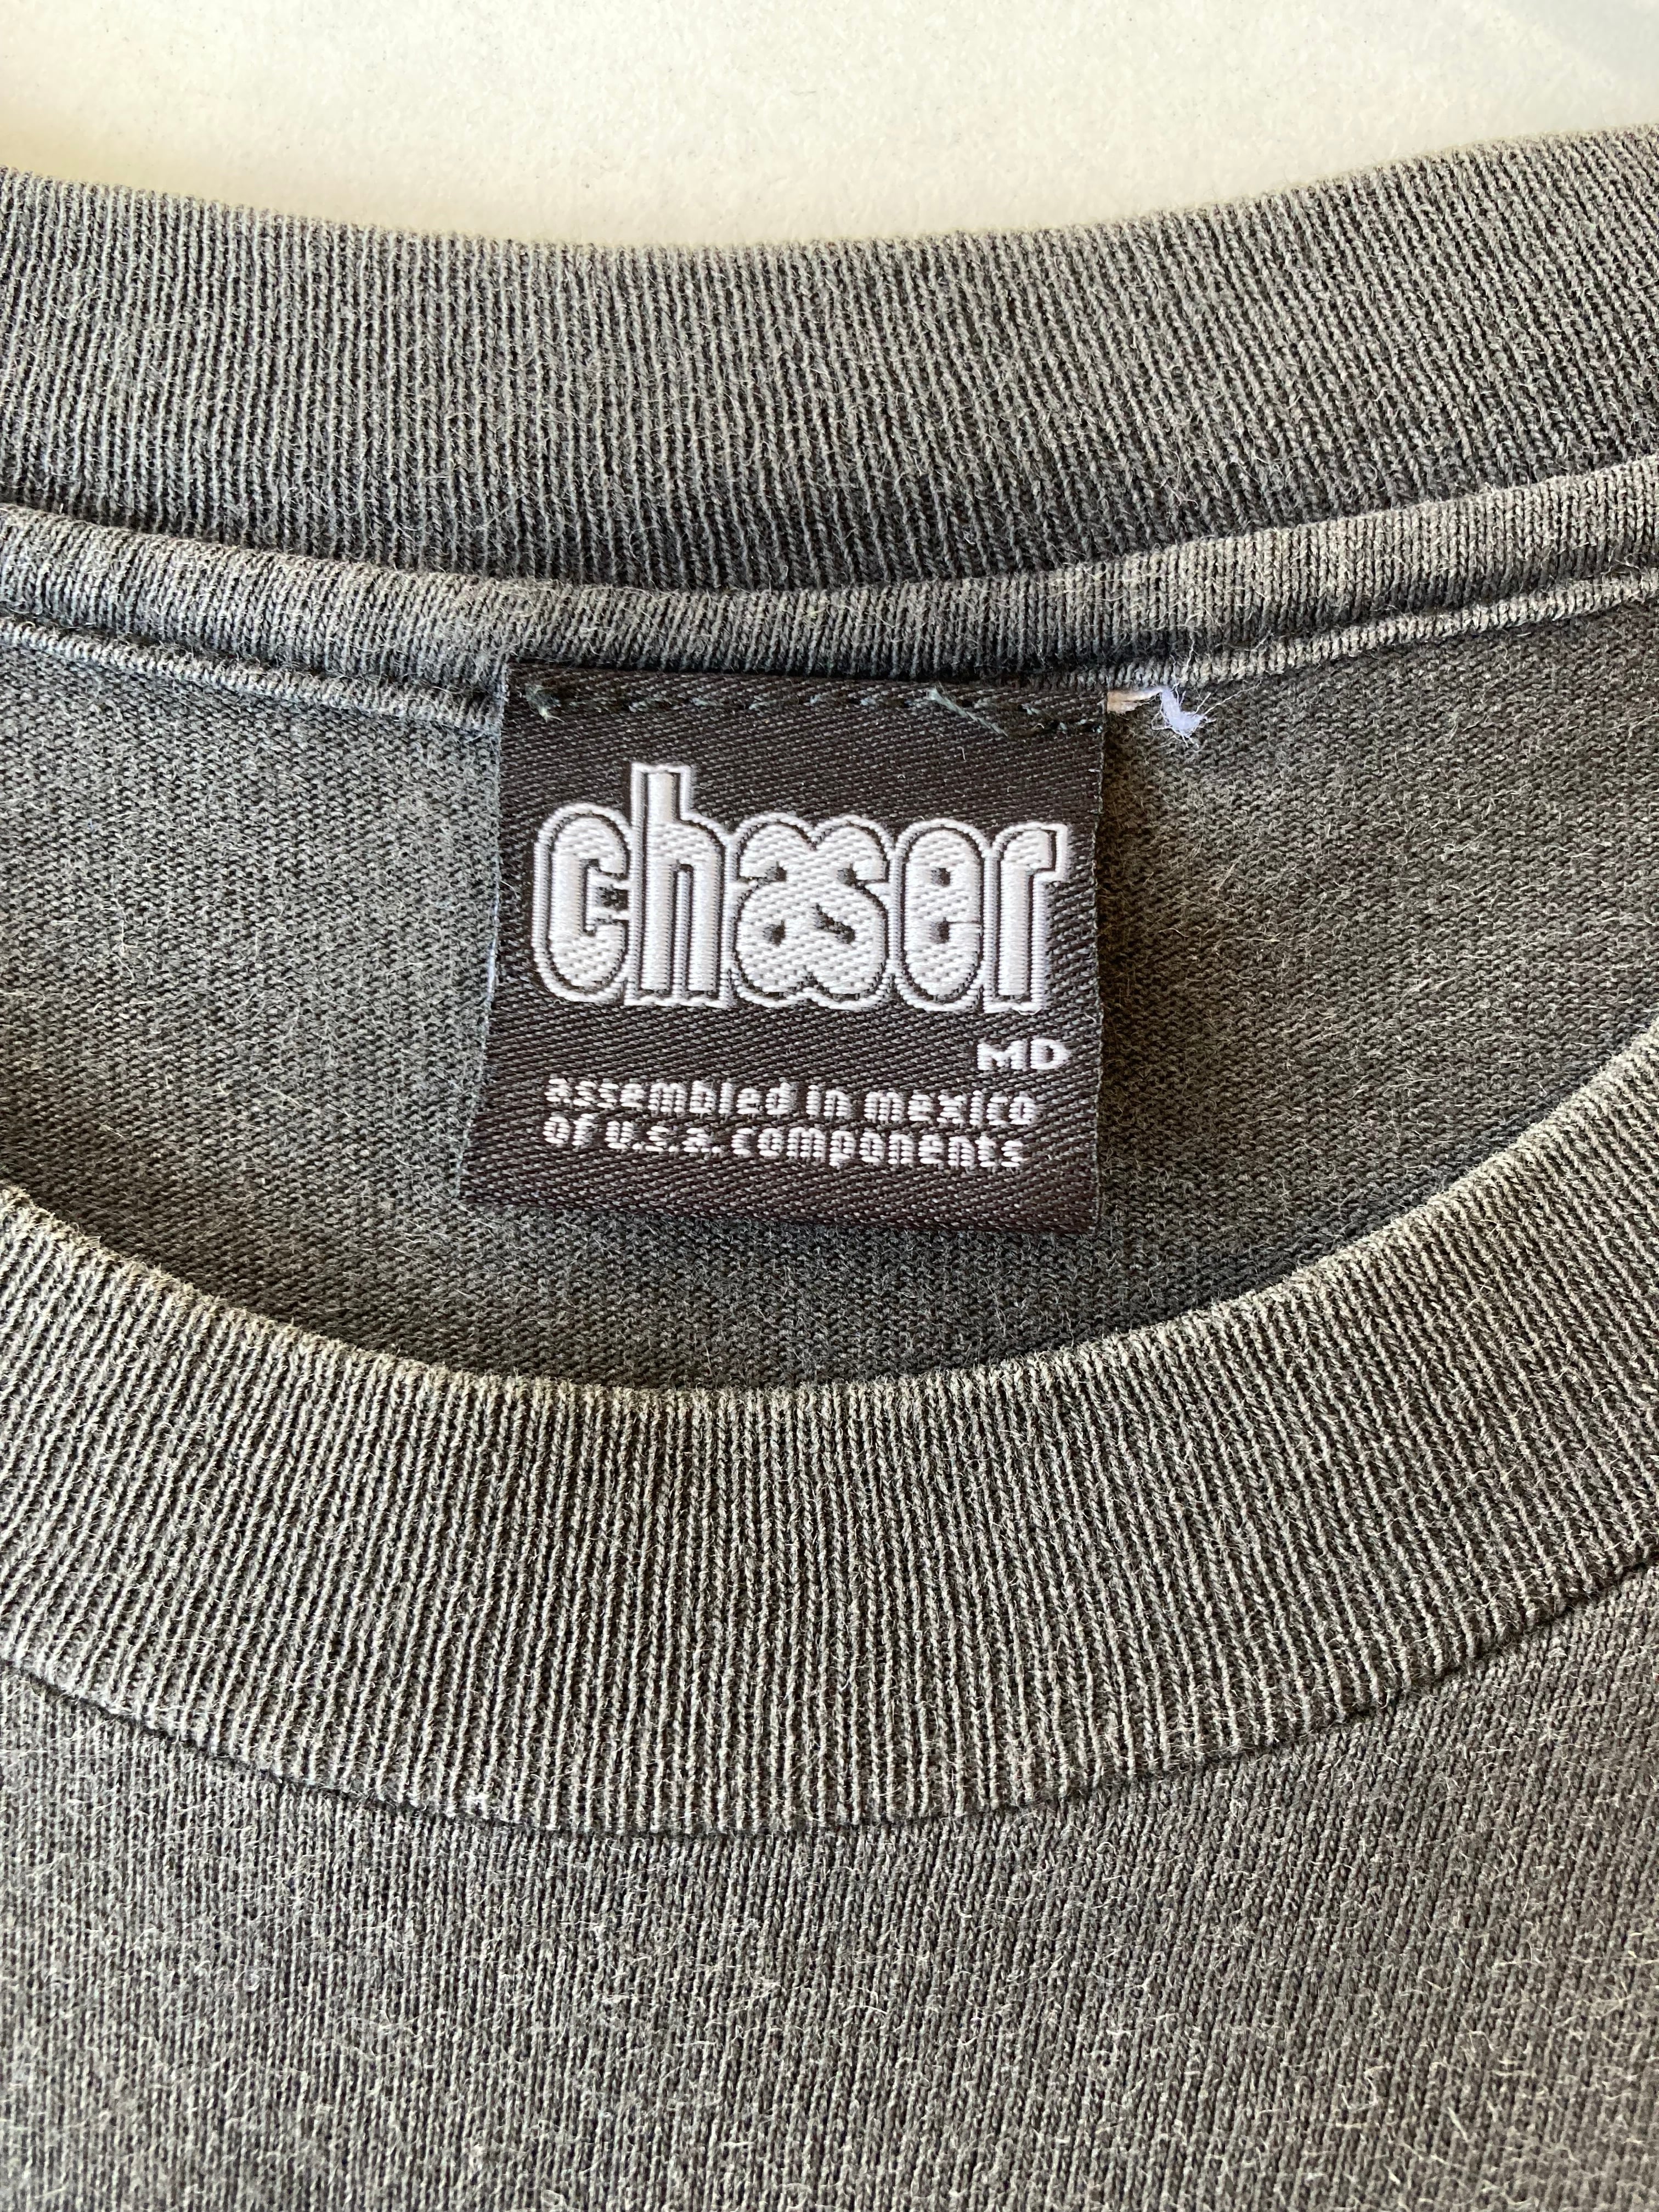 chaser
MD
assembled in mexico
of u.s.a. components